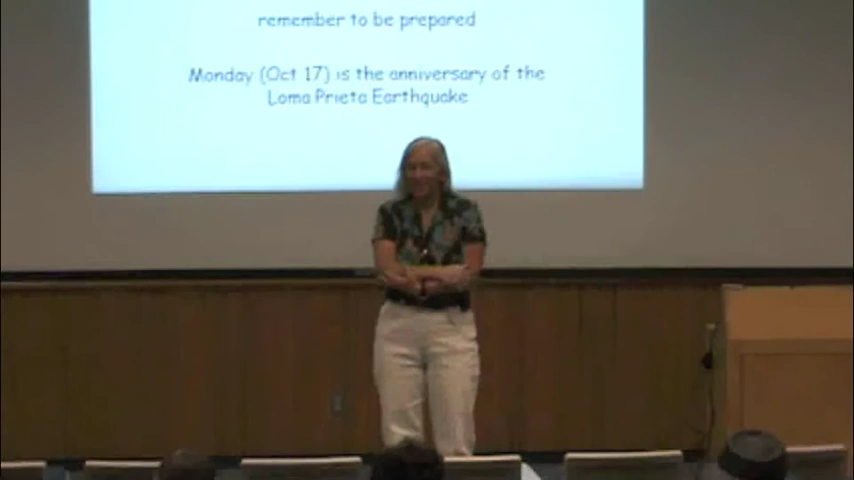 remember to be prepared
Monday (Oct 17) is the anniversary of the
Loma Prieta Earthquake